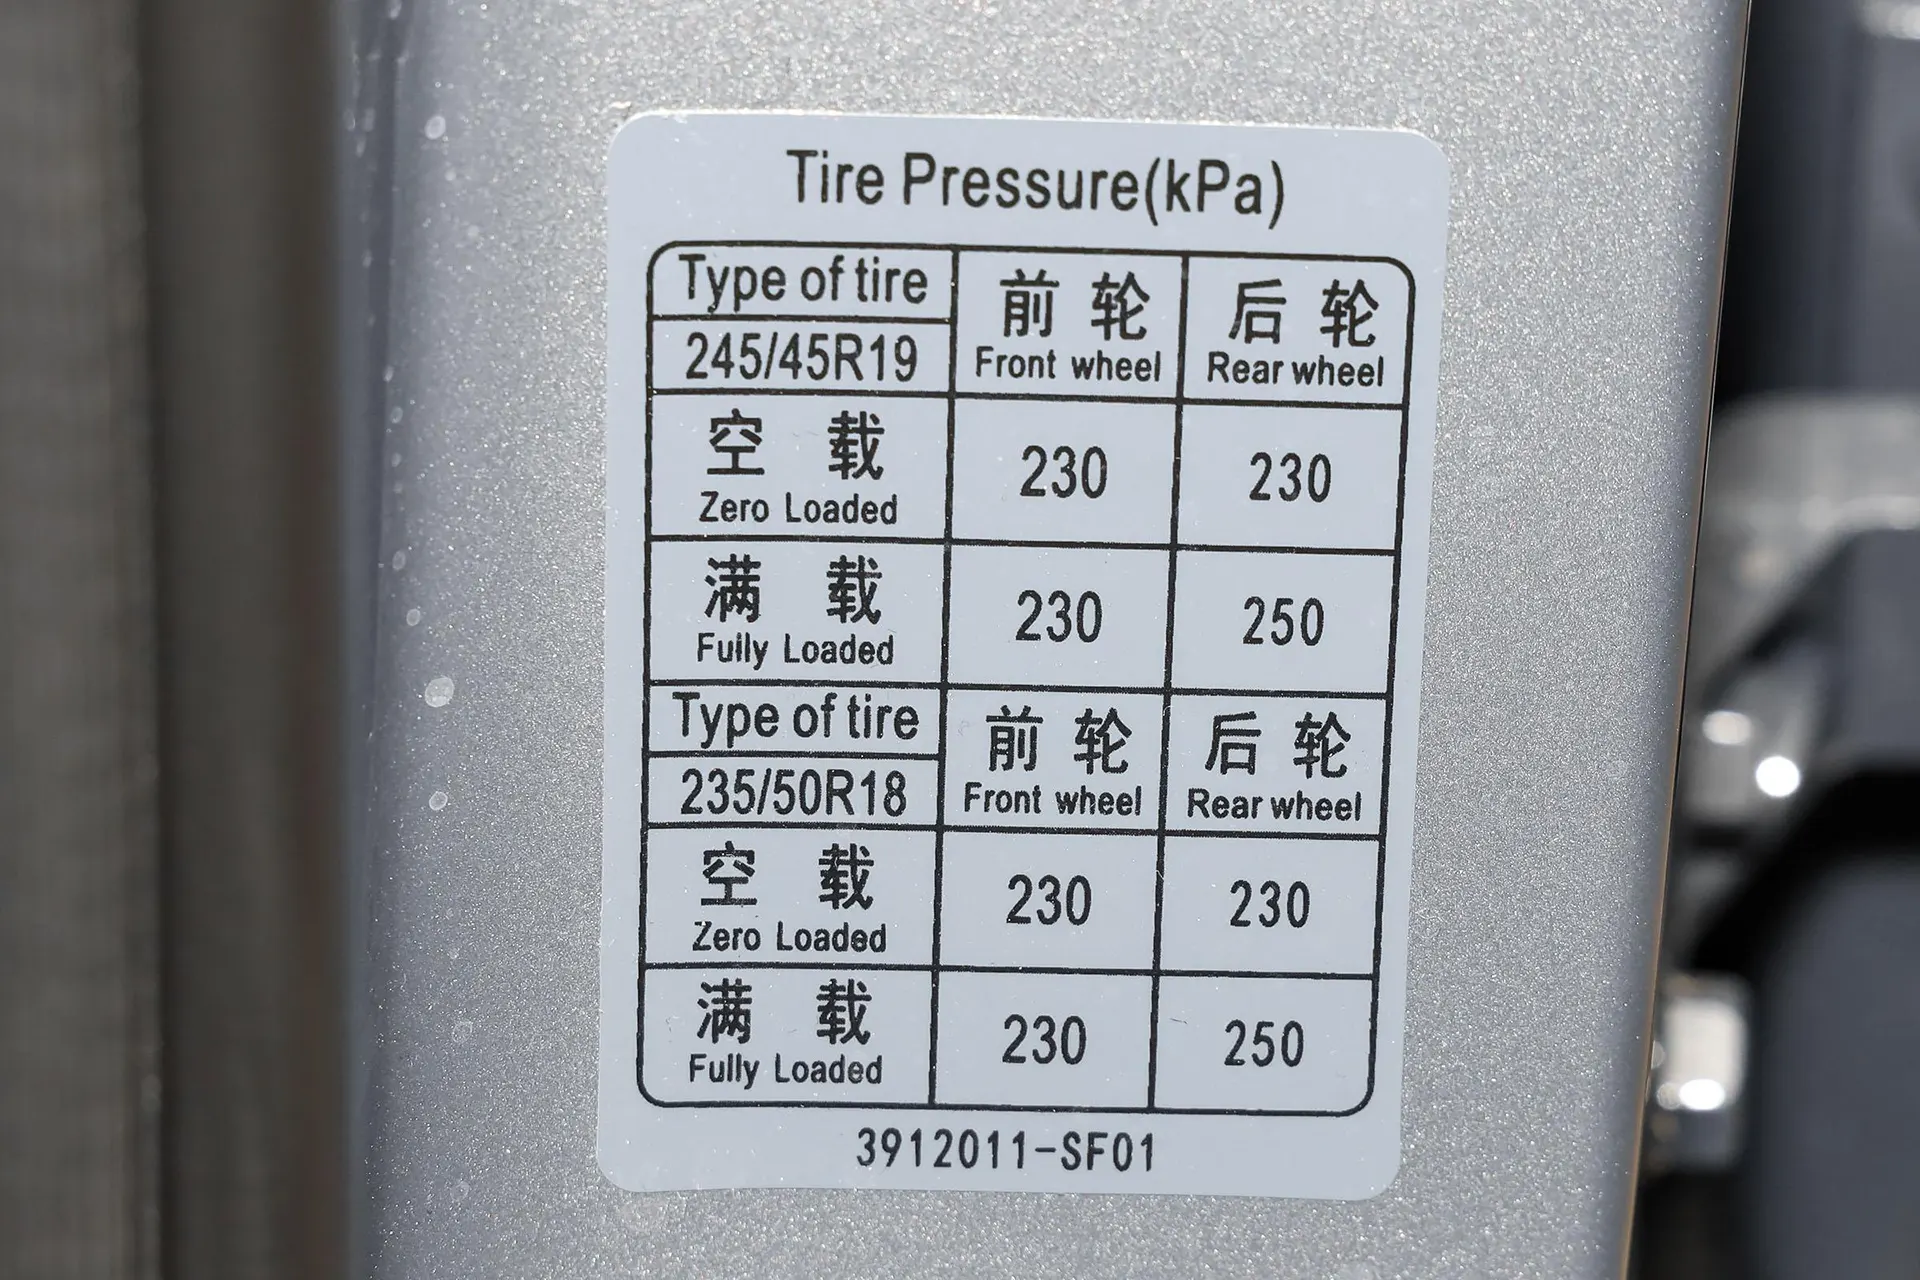 Tire Pressure(kPa)
Type of tire
245/45R19
前 轮
Front wheel
后 轮
Rear wheel
空 载
Zero Loaded
230
230
满 载
Fully Loaded
230
250
Type of tire
235/50R18
前 轮
Front wheel
后 轮
Rear wheel
空 载
Zero Loaded
230
230
满 载
Fully Loaded
230
250
3912011-SF01